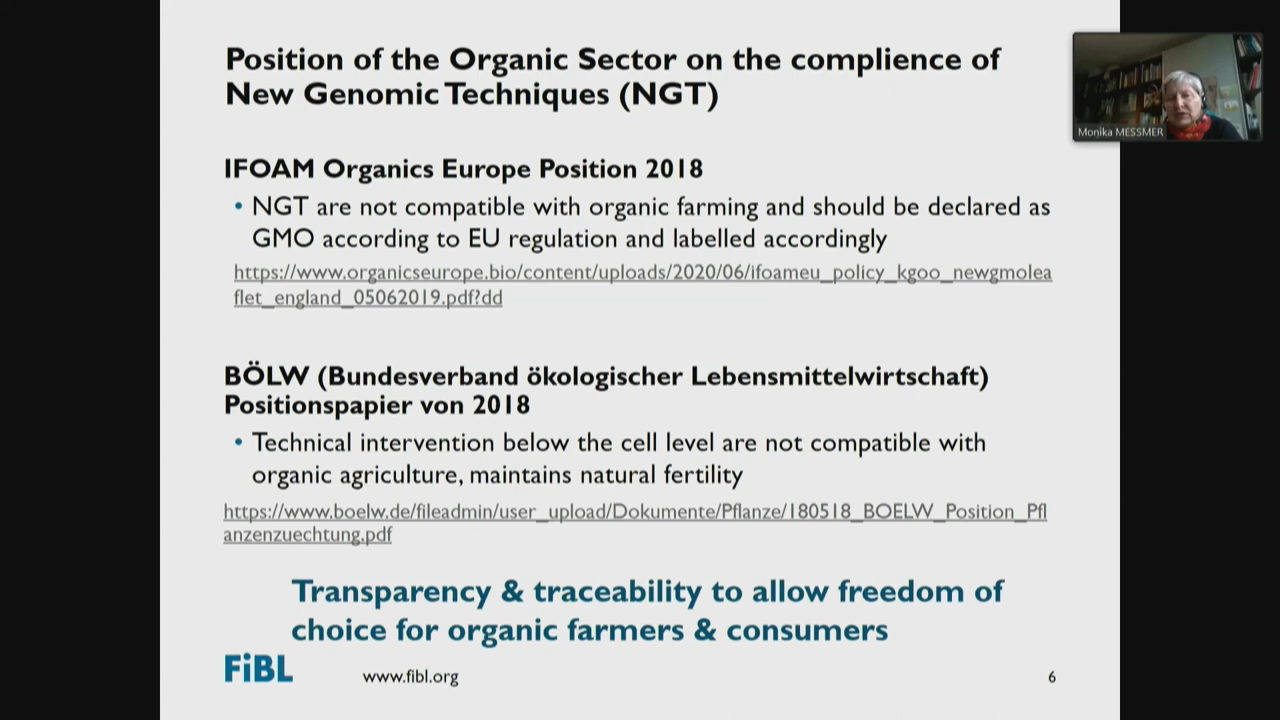 Position of the Organic Sector on the complience of
New Genomic Techniques (NGT)
Monika MESSMER
IFOAM Organics Europe Position 2018
• NGT are not compatible with organic farming and should be declared as
GMO according to EU regulation and labelled accordingly
https://www.organicseurope.bio/content/uploads/2020/06/ifoameu_policy_kgoo_newgmolea
flet_england_05062019.pdf?dd
BÖLW (Bundesverband ökologischer Lebensmittelwirtschaft)
Positionspapier von 2018
• Technical intervention below the cell level are not compatible with
organic agriculture, maintains natural fertility
https://www.boelw.de/fileadmin/user_upload/Dokumente/Pflanze/180518_BOELW_Position_Pfl
anzenzuechtung.pdf
Transparency & traceability to allow freedom of
choice for organic farmers & consumers
FiBL
www.fibl.org
6